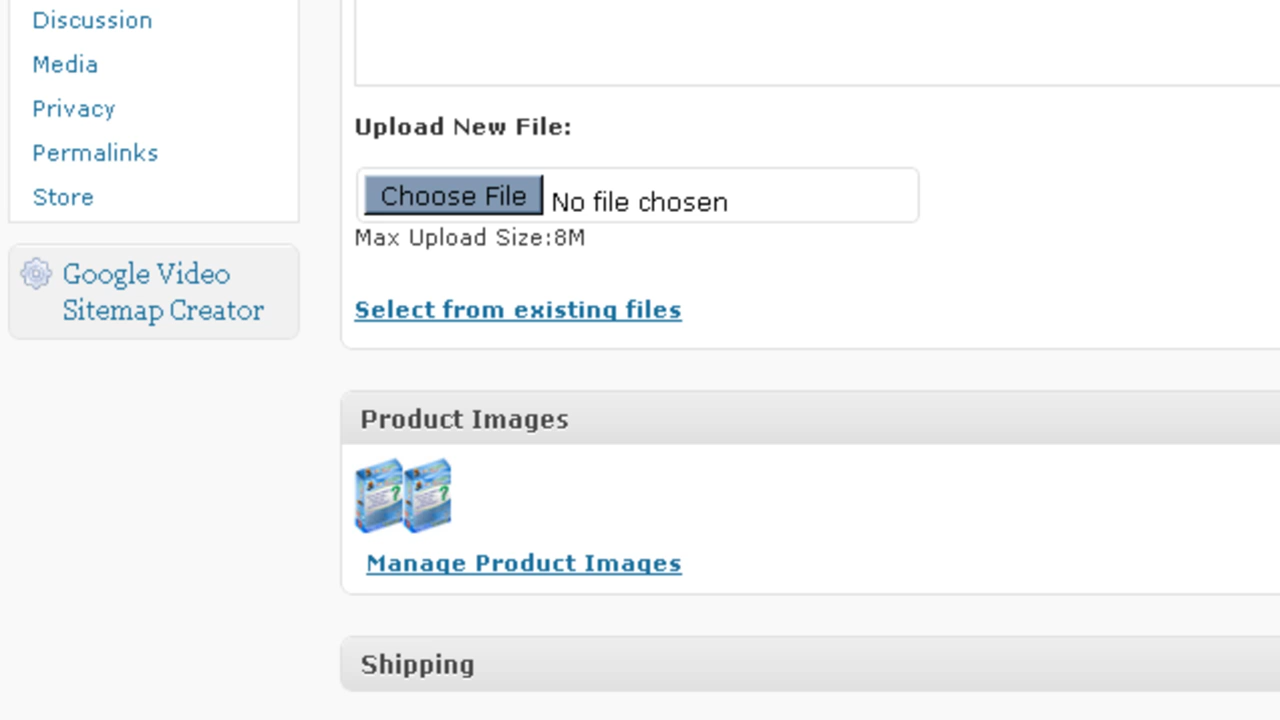 Discussion
Media
Privacy
Permalinks
Store
Google Video
Sitemap Creator
Upload New File:
Choose File No file chosen
Max Upload Size:8M
Select from existing files
Product Images
Manage Product Images
Shipping